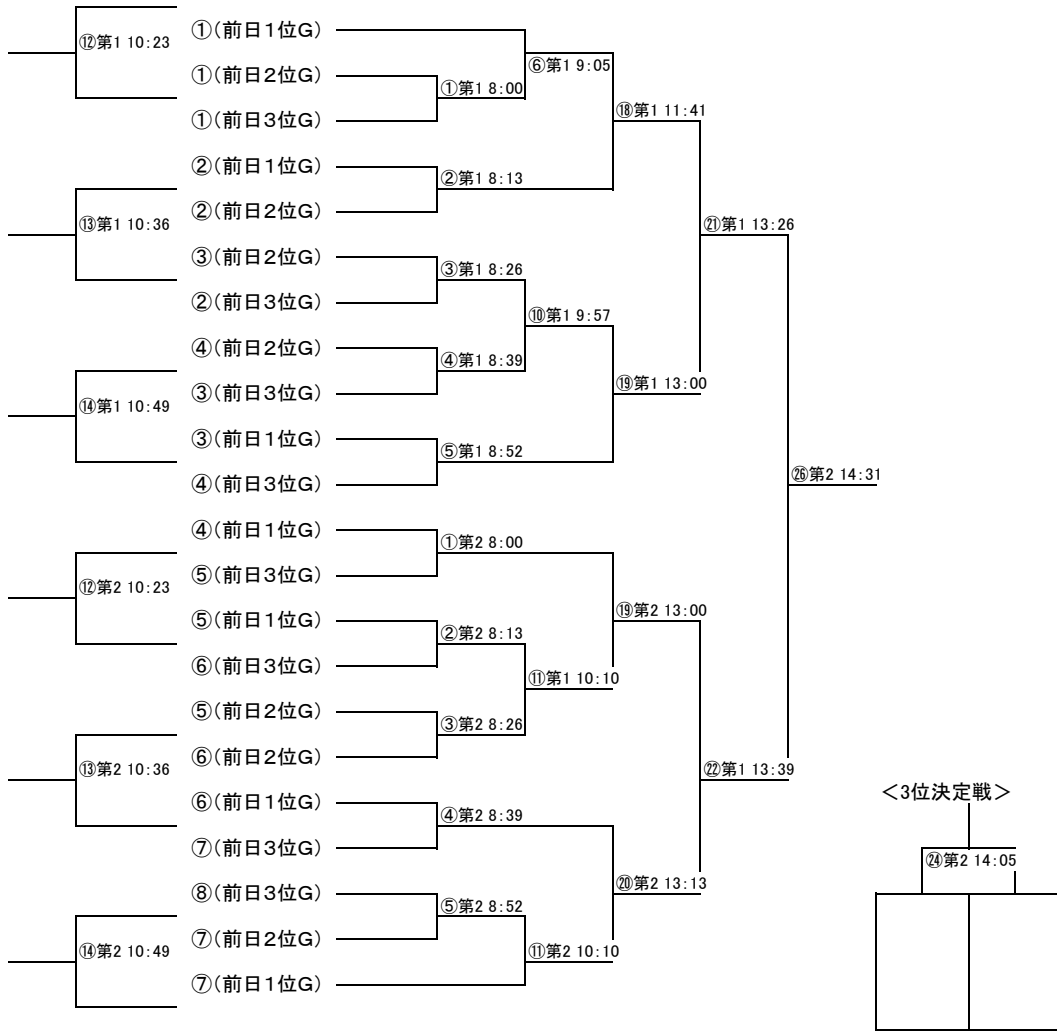 ⑫第1 10:23
①(前日1位G)
⑥第1 9:05
①(前日2位G)
①第1 8:00
⑱第1 11:41
①(前日3位G)
②(前日1位G)
②第1 8:13
⑬第1 10:36
②(前日2位G)
㉑第1 13:26
③(前日2位G)
③第1 8:26
②(前日3位G)
⑩第1 9:57
④(前日2位G)
④第1 8:39
⑲第1 13:00
③(前日3位G)
⑭第1 10:49
③(前日1位G)
⑤第1 8:52
④(前日3位G)
㉖第2 14:31
④(前日1位G)
①第2 8:00
⑤(前日3位G)
⑫第2 10:23
⑲第2 13:00
⑤(前日1位G)
②第2 8:13
⑥(前日3位G)
⑪第1 10:10
⑤(前日2位G)
③第2 8:26
⑥(前日2位G)
⑬第2 10:36
㉒第1 13:39
⑥(前日1位G)
④第2 8:39
<3位決定戦>
⑦(前日3位G)
㉔第2 14:05
⑧(前日3位G)
⑳第2 13:13
⑤第2 8:52
⑦(前日2位G)
⑭第2 10:49
⑪第2 10:10
⑦(前日1位G)